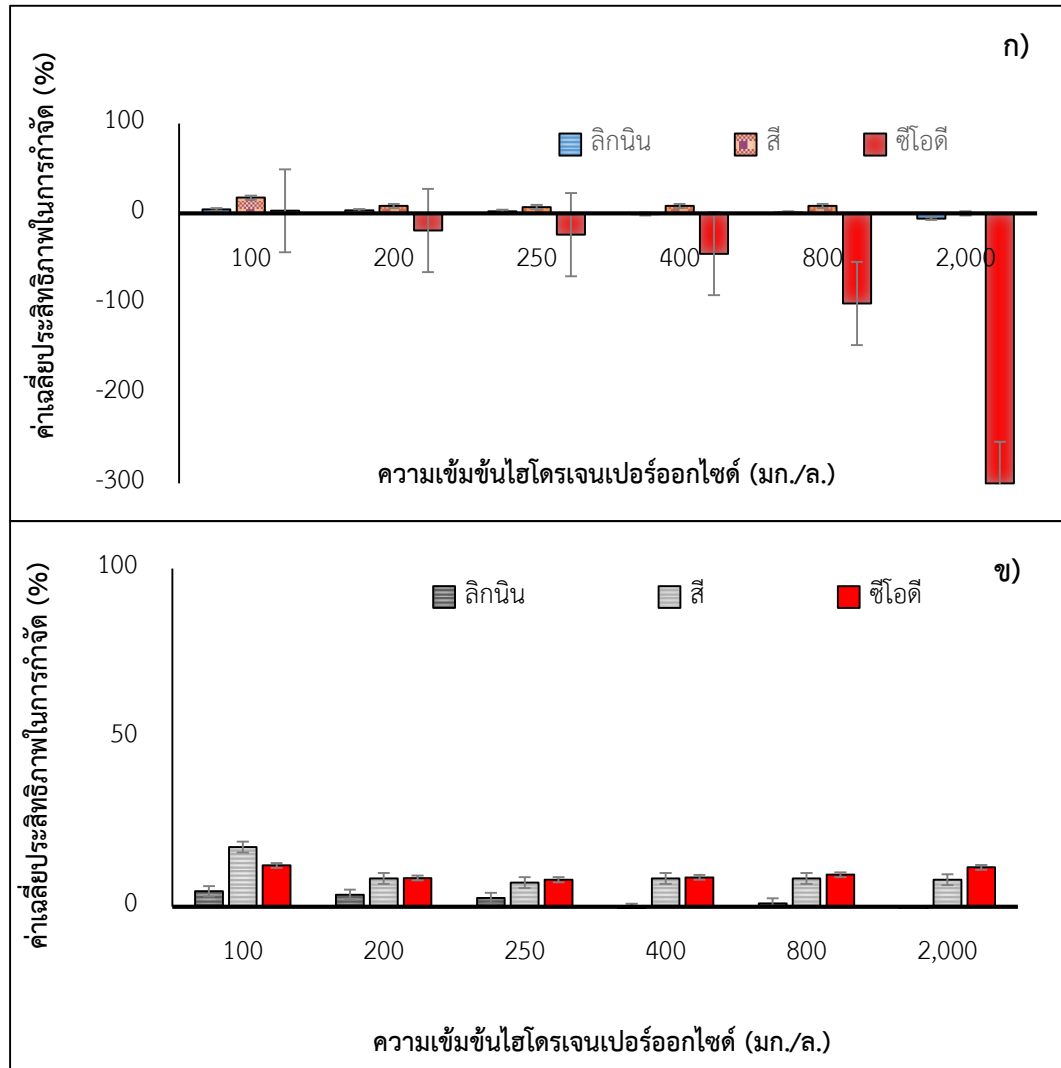 ก)
ค่าเฉลี่ยประสิทธิภาพในการกำจัด (%)
100
ลิกนิน สี ซีโอดี
0
100 200 250 400 800 2,000
-100
-200
-300
ความเข้มข้นไฮโดรเจนเปอร์ออกไซด์ (มก./ล.)
ข)
ค่าเฉลี่ยประสิทธิภาพในการกำจัด (%)
100
ลิกนิน สี ซีโอดี
50
0
100 200 250 400 800 2,000
ความเข้มข้นไฮโดรเจนเปอร์ออกไซด์ (มก./ล.)